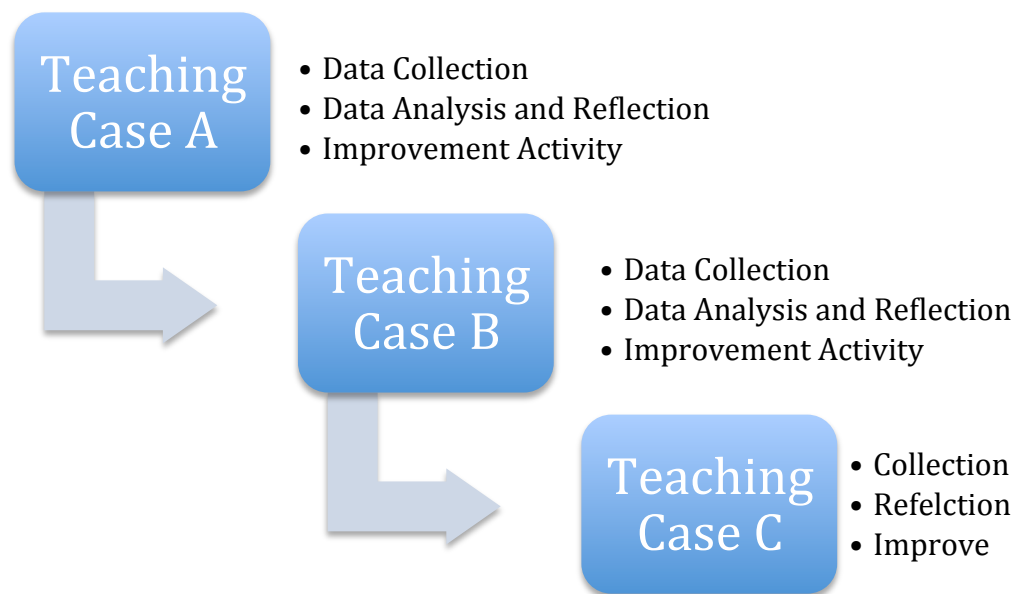 Teaching
Case A
• Data Collection
• Data Analysis and Reflection
• Improvement Activity
Teaching
Case B
• Data Collection
• Data Analysis and Reflection
• Improvement Activity
Teaching
Case C
• Collection
• Refelction
• Improve